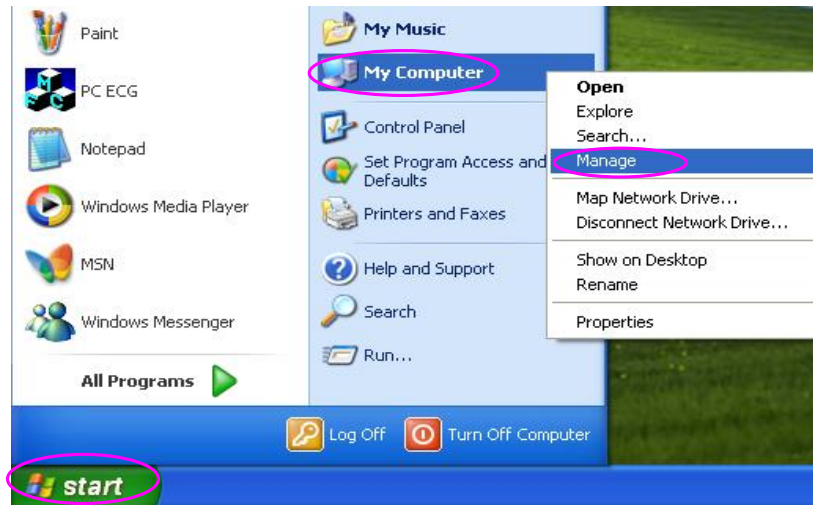 Paint
PC ECG
Notepad
Windows Media Player
MSN
Windows Messenger
All Programs
My Music
My Computer
Control Panel
Set Program Access and
Defaults
Printers and Faxes
Help and Support
Search
Run...
Open
Explore
Search...
Manage
Map Network Drive...
Disconnect Network Drive...
Show on Desktop
Rename
Properties
Log Off
Turn Off Computer
start